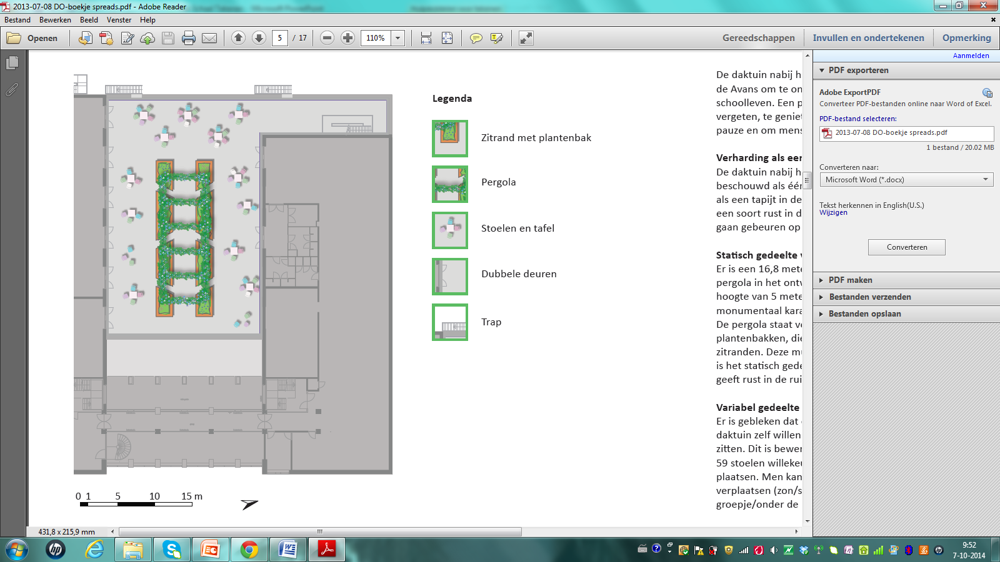 2013-07-08 DO-boekje spreads.pdf - Adobe Reader
Bestand Bewerken Beeld Venster Help
Openen 5 / 17 110% Gereedschappen Invullen en ondertekenen Opmerking
Aanmelden
PDF exporteren
Adobe ExportPDF
Converteer PDF-bestanden online naar Word of Excel.
PDF-bestand selecteren:
2013-07-08 DO-boekje spreads.pdf
1 bestand / 20.02 MB
Converteren naar:
Microsoft Word (*.docx)
Tekst herkennen in English(U.S.)
Wijzigen
Converteren
PDF maken
Bestanden verzenden
Bestanden opslaan
Legenda
Zitrand met plantenbak
Pergola
Stoelen en tafel
Dubbele deuren
Trap
0 1 5 10 15 m
De daktuin nabij h
de Avans om te on
schoolleven. Een p
vergeten, te geniet
pauze en om mens
Verharding als een
De daktuin nabij h
beschouwd als één
als een tapijt in de
een soort rust in d
gaan gebeuren op
Statisch gedeelte v
Er is een 16,8 mete
pergola in het ontw
hoogte van 5 meter
monumentaal kara
De pergola staat ve
plantenbakken, die
zitranden. Deze mu
is het statisch gede
geeft rust in de rui
Variabel gedeelte
Er is gebleken dat
daktuin zelf willen
zitten. Dit is bewer
59 stoelen willekeu
plaatsen. Men kan
verplaatsen (zon/s
groepje/onder de
431,8 x 215,9 mm
9:52
7-10-2014